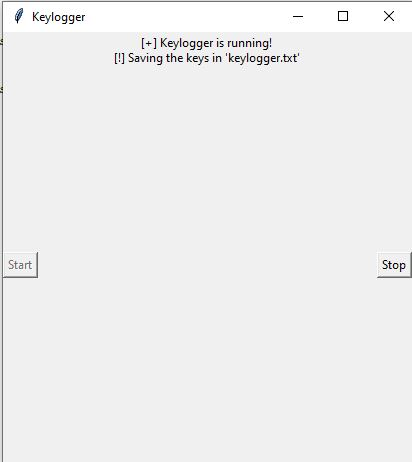 Keylogger
[+] Keylogger is running!
[!] Saving the keys in 'keylogger.txt'
Start
Stop